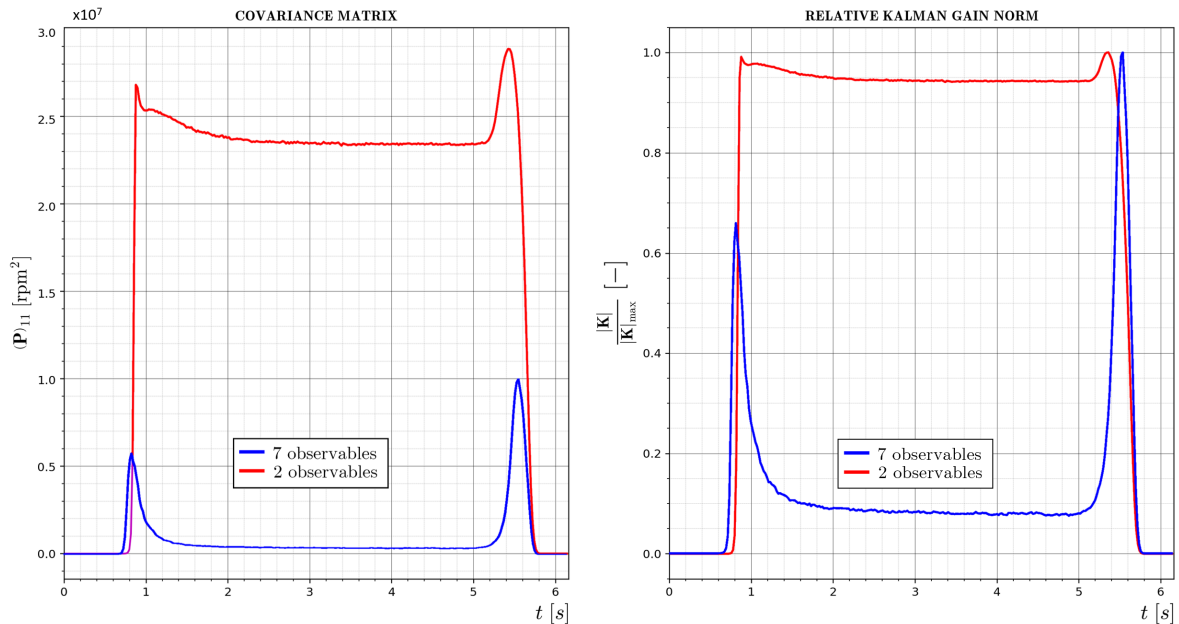 COVARIANCE MATRIX
x10⁷
3.0
2.5
2.0
1.5
1.0
0.5
0.0
(P)₁₁ [rpm²]
7 observables
2 observables
0 1 2 3 4 5 6
t [s]
RELATIVE KALMAN GAIN NORM
1.0
0.8
0.6
0.4
0.2
0.0
|K|
|K|max
[−]
7 observables
2 observables
0 1 2 3 4 5 6
t [s]